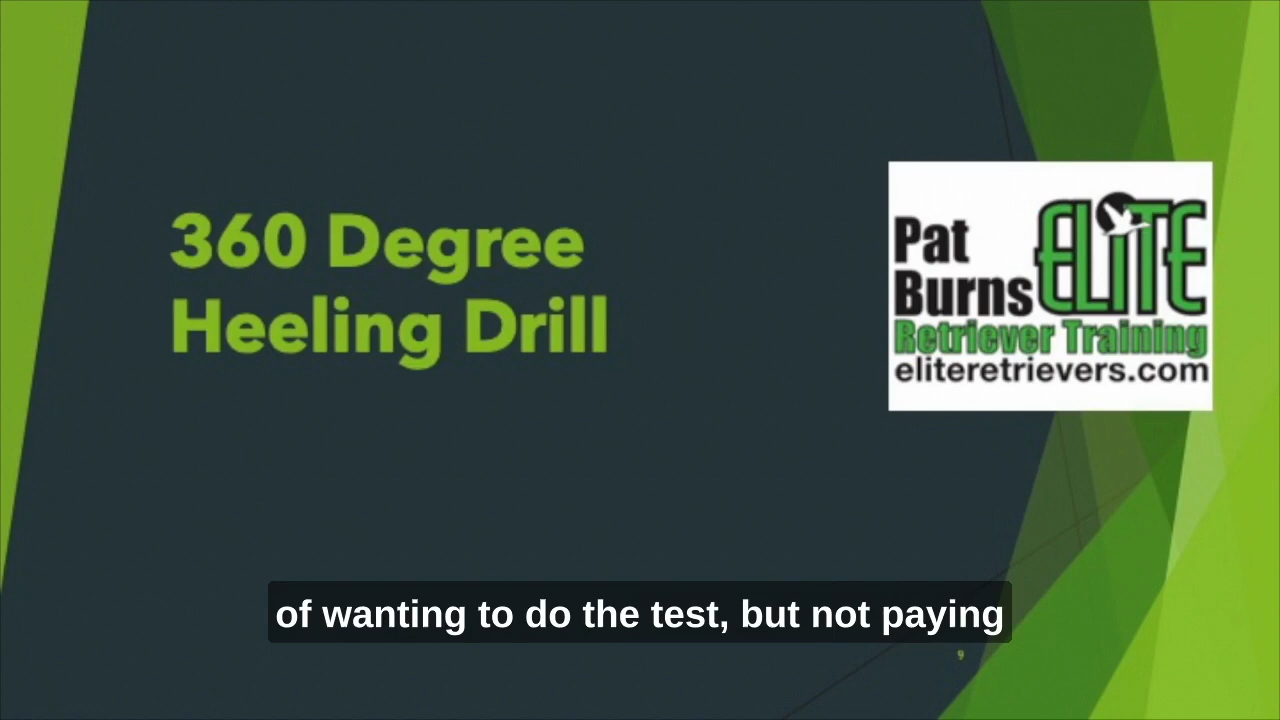 360 Degree
Heeling Drill
Pat
Burns
ELITE
Retriever Training
eliteretrievers.com
of wanting to do the test, but not paying
9